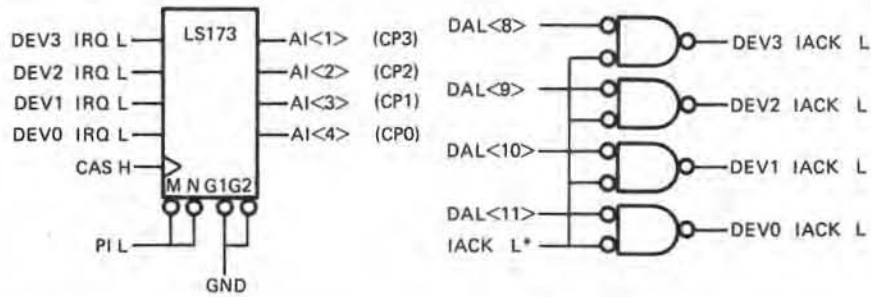 DEV3 IRQ L
DEV2 IRQ L
DEV1 IRQ L
DEV0 IRQ L
CAS H
LS173
M N G1 G2
AI<1> (CP3)
AI<2> (CP2)
AI<3> (CP1)
AI<4> (CP0)
PI L
GND
DAL<8>
DEV3 IACK L
DAL<9>
DEV2 IACK L
DAL<10>
DEV1 IACK L
DAL<11>
DEV0 IACK L
IACK L*